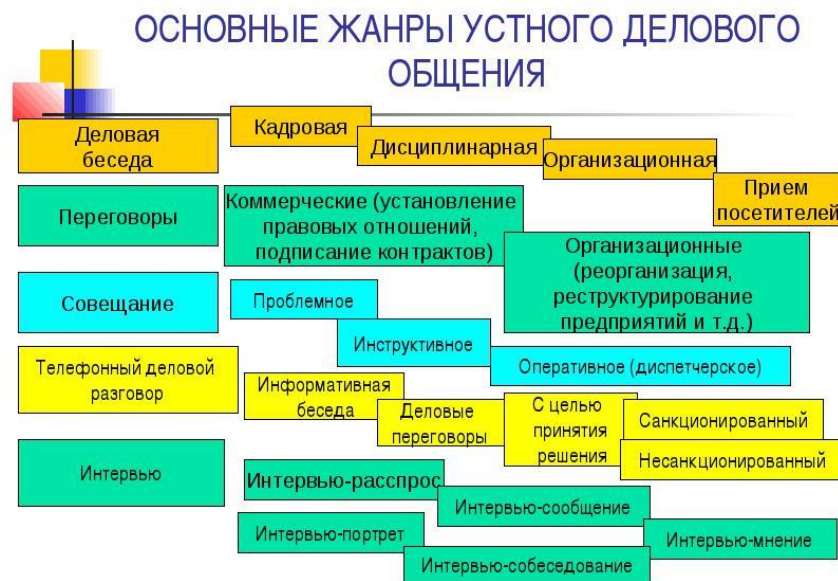 ОСНОВНЫЕ ЖАНРЫ УСТНОГО ДЕЛОВОГО
ОБЩЕНИЯ
Деловая
беседа
Кадровая
Дисциплинарная
Организационная
Прием
посетителей
Переговоры
Коммерческие (установление
правовых отношений,
подписание контрактов)
Организационные
(реорганизация,
реструктурирование
предприятий и т.д.)
Совещание
Проблемное
Инструктивное
Оперативное (диспетчерское)
Телефонный деловой
разговор
Информативная
беседа
Деловые
переговоры
С целью
принятия
решения
Санкционированный
Несанкционированный
Интервью
Интервью-расспрос
Интервью-сообщение
Интервью-портрет
Интервью-мнение
Интервью-собеседование